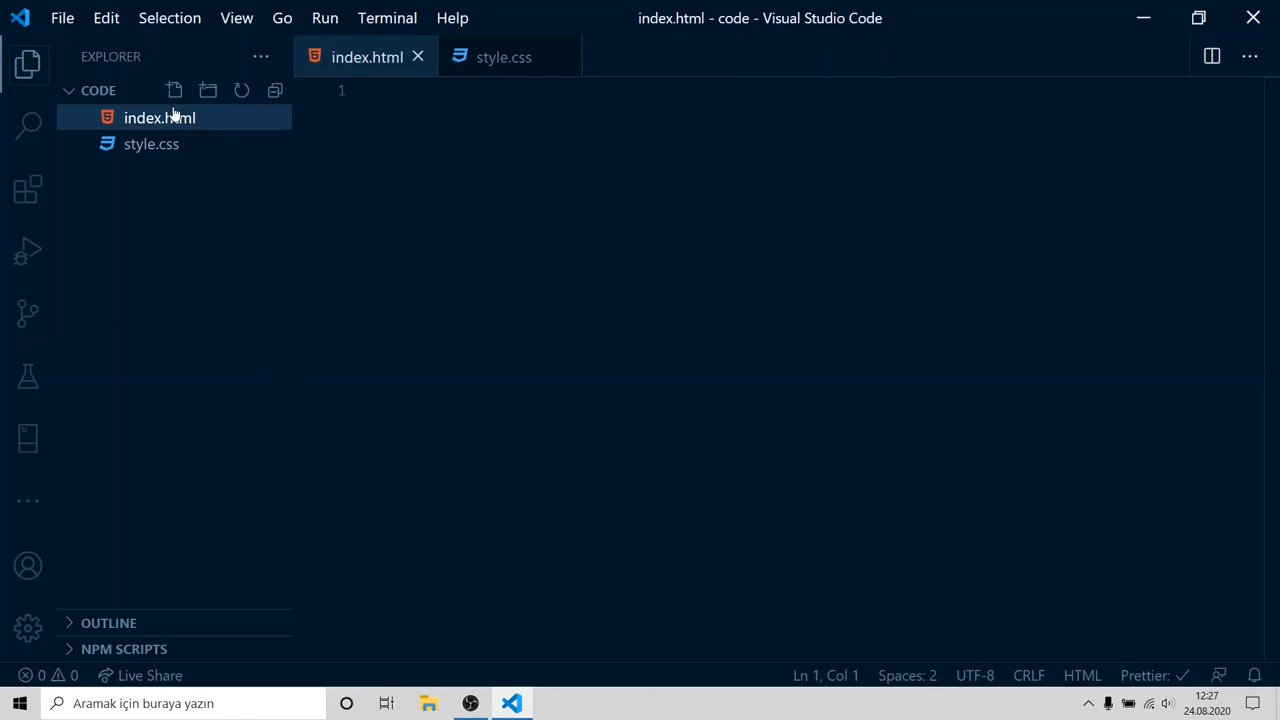 File Edit Selection View Go Run Terminal Help
index.html - code - Visual Studio Code
EXPLORER
index.html
style.css
CODE
1
index.html
style.css
OUTLINE
NPM SCRIPTS
0 0 Live Share
Ln 1, Col 1 Spaces: 2 UTF-8 CRLF HTML Prettier:
Aramak için buraya yazın
12:27
24.08.2020